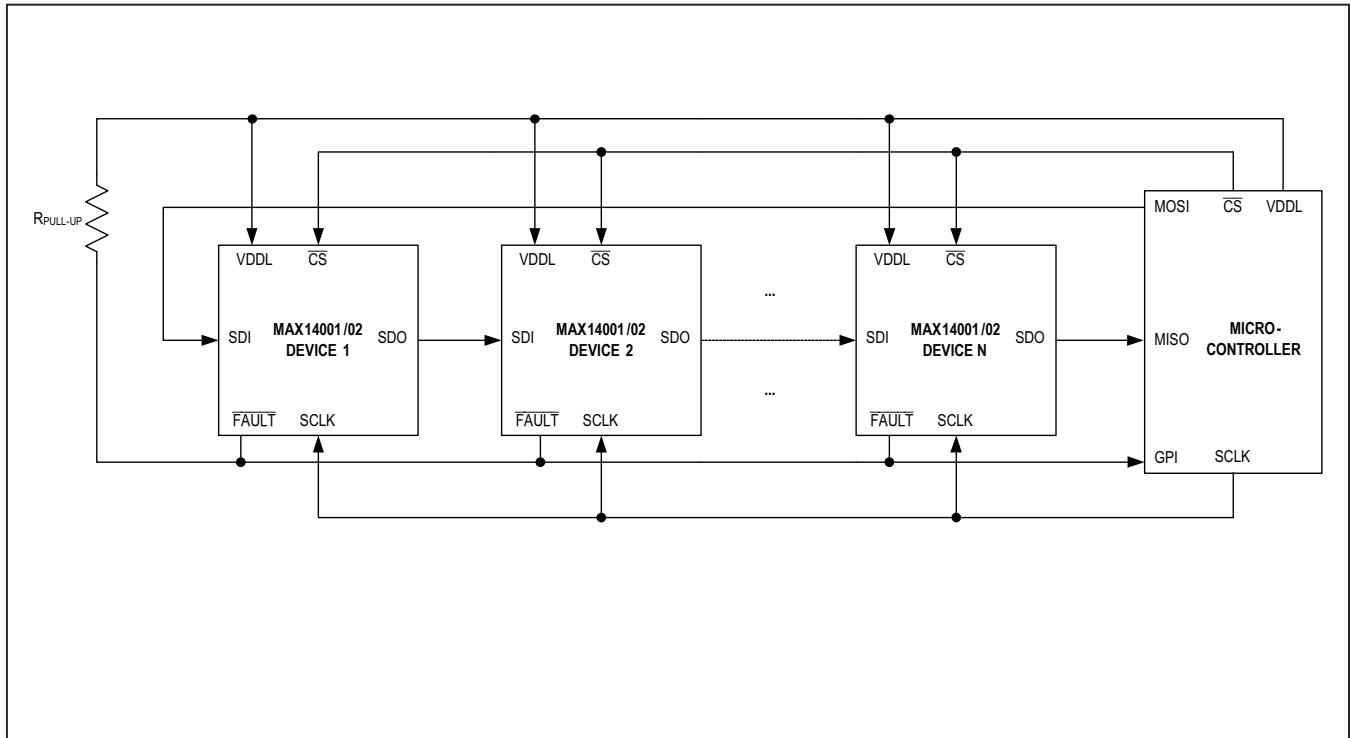 RPULL-UP
MOSI CS VDDL
VDDL CS
VDDL CS
VDDL CS
SDI MAX14001/02 SDO
DEVICE 1
SDI MAX14001/02 SDO
DEVICE 2
...
...
SDI MAX14001/02 SDO
DEVICE N
MISO MICRO-
CONTROLLER
FAULT SCLK
FAULT SCLK
FAULT SCLK
GPI SCLK